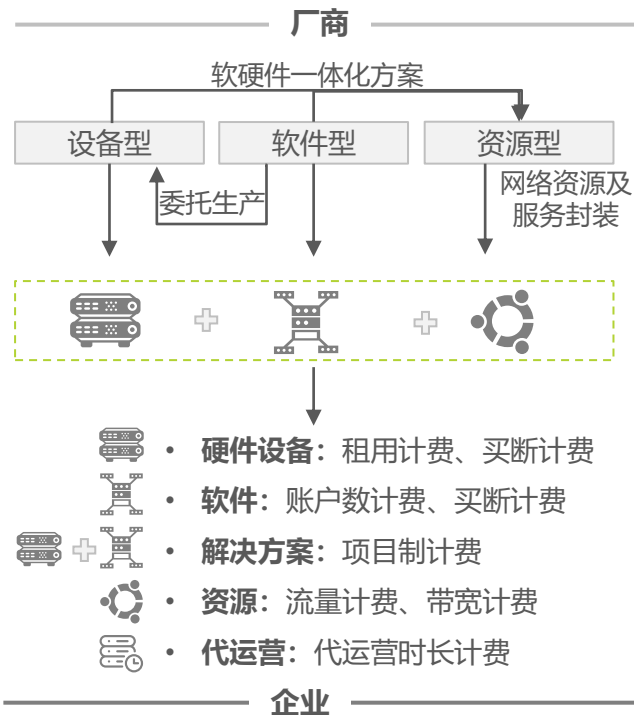 厂商
软硬件一体化方案
设备型
软件型
资源型
委托生产
网络资源及
服务封装
• 硬件设备：租用计费、买断计费
• 软件：账户数计费、买断计费
• 解决方案：项目制计费
• 资源：流量计费、带宽计费
• 代运营：代运营时长计费
企业